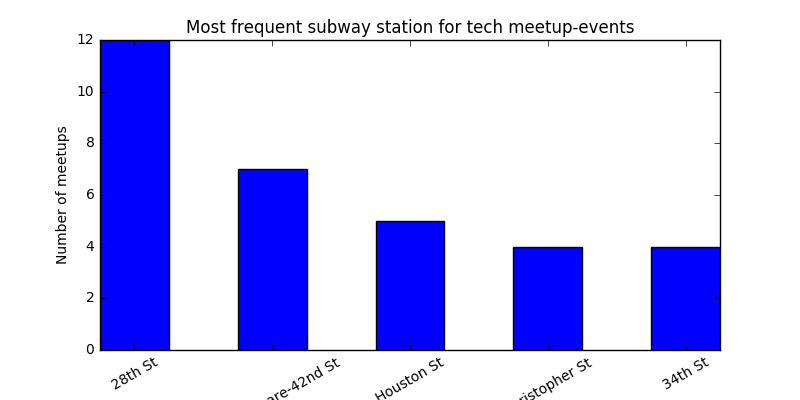 Most frequent subway station for tech meetup-events
Number of meetups
12
10
8
6
4
2
0
28th St
are-42nd St
Houston St
ristopher St
34th St